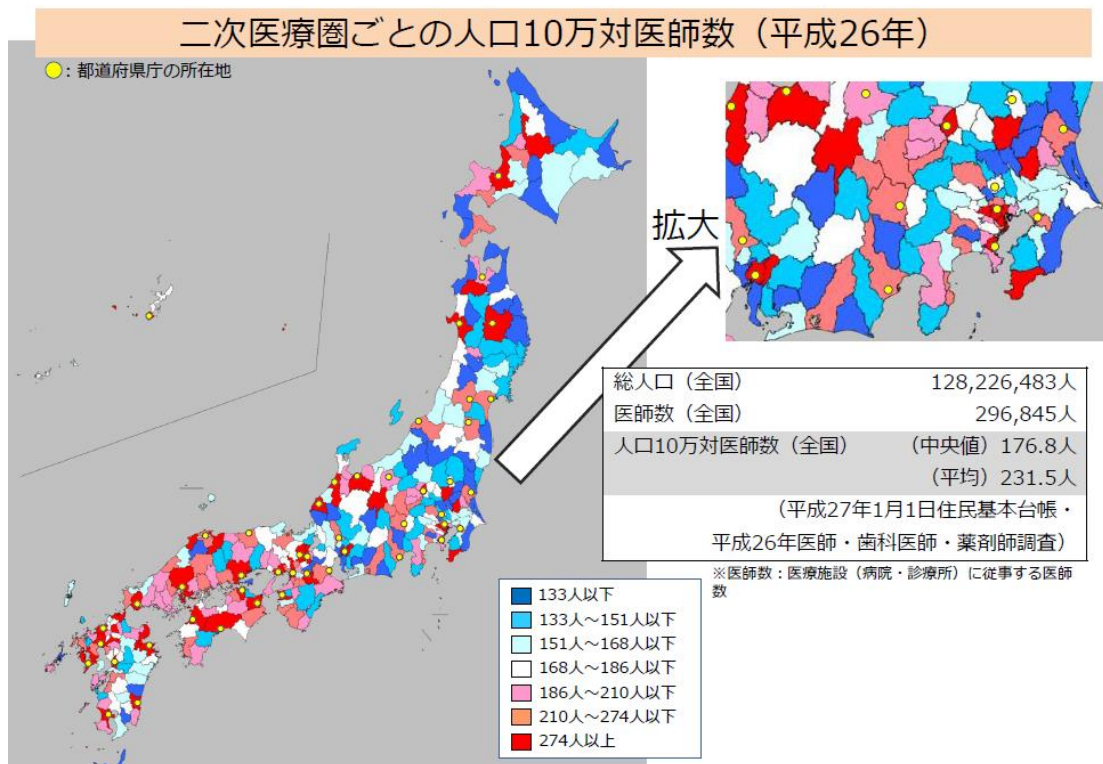 二次医療圏ごとの人口10万対医師数（平成26年）
：都道府県庁の所在地
拡大
総人口（全国） 128,226,483人
医師数（全国） 296,845人
人口10万対医師数（全国） （中央値）176.8人
（平均）231.5人
（平成27年1月1日住民基本台帳・
平成26年医師・歯科医師・薬剤師調査）
※医師数：医療施設（病院・診療所）に従事する医師
数
133人以下
133人～151人以下
151人～168人以下
168人～186人以下
186人～210人以下
210人～274人以下
274人以上